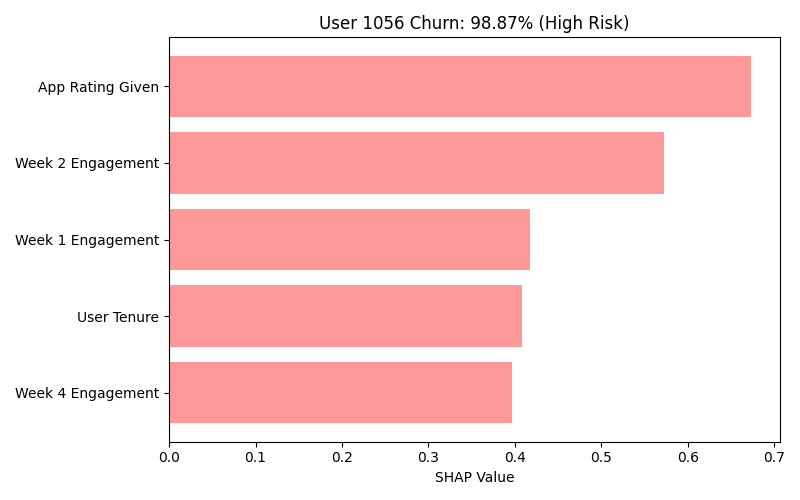 User 1056 Churn: 98.87% (High Risk)
App Rating Given
Week 2 Engagement
Week 1 Engagement
User Tenure
Week 4 Engagement
0.0 0.1 0.2 0.3 0.4 0.5 0.6 0.7
SHAP Value